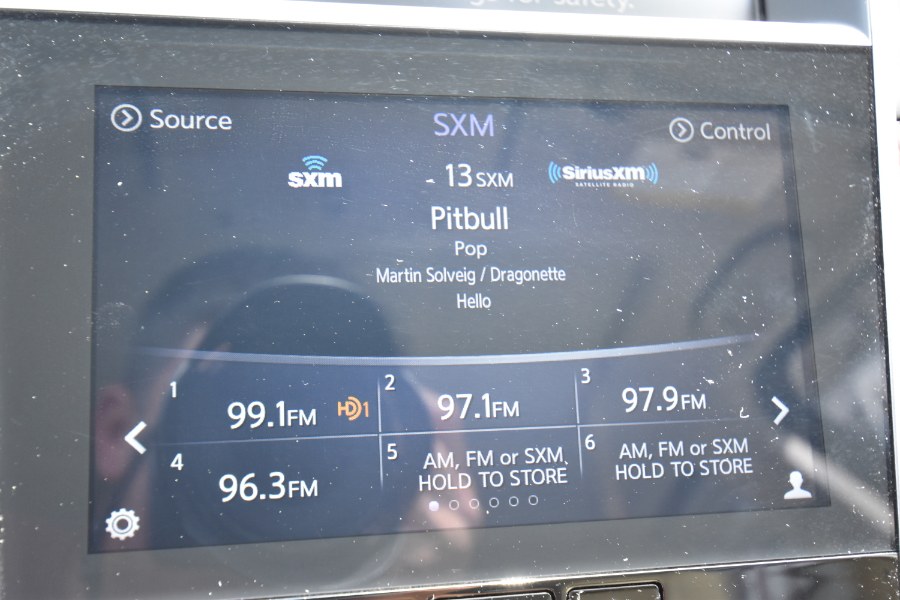 for safety.
Source
SXM
Control
sxm
13 SXM
SiriusXM
SATELLITE RADIO
Pitbull
Pop
Martin Solveig / Dragonette
Hello
1
99.1FM
HD1
2
97.1FM
3
97.9FM
4
96.3FM
5
AM, FM or SXM
HOLD TO STORE
6
AM, FM or SXM
HOLD TO STORE